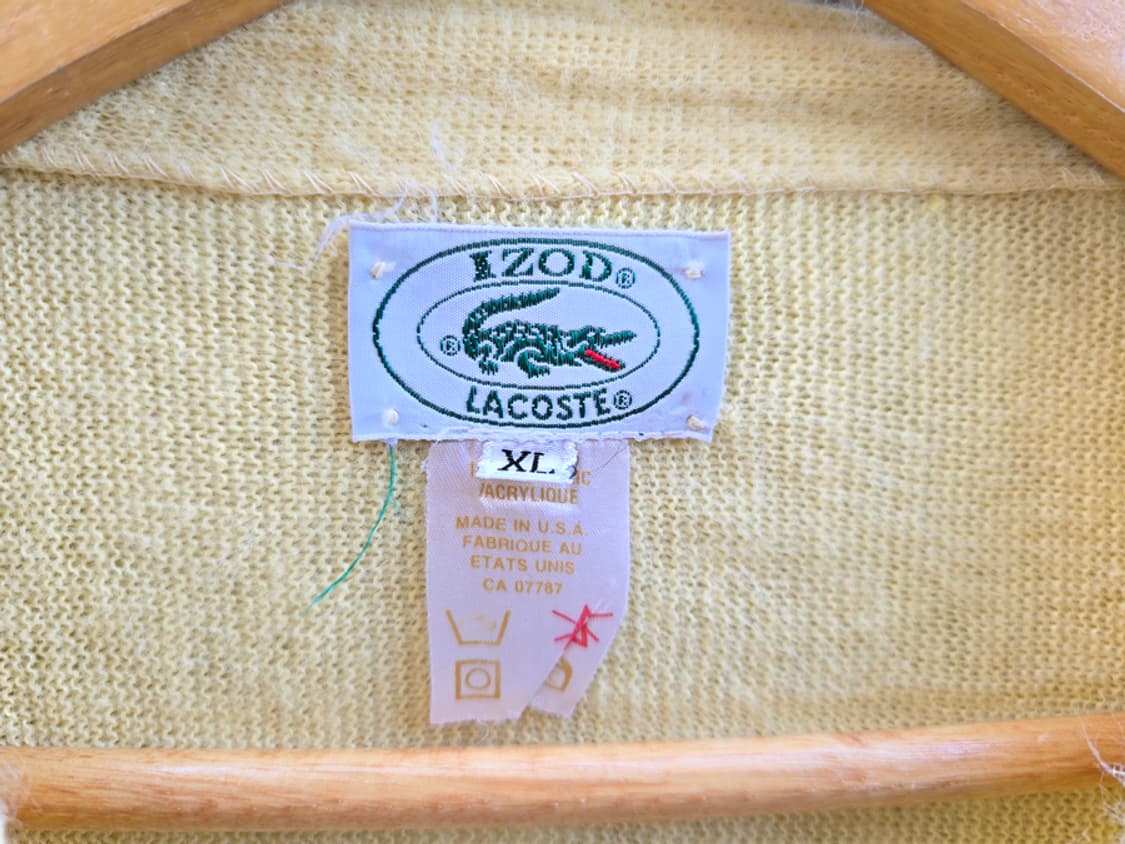 IZOD®
®
LACOSTE®
XL
/ACRYLIQUE
MADE IN U.S.A.
FABRIQUE AU
ETATS UNIS
CA 07787